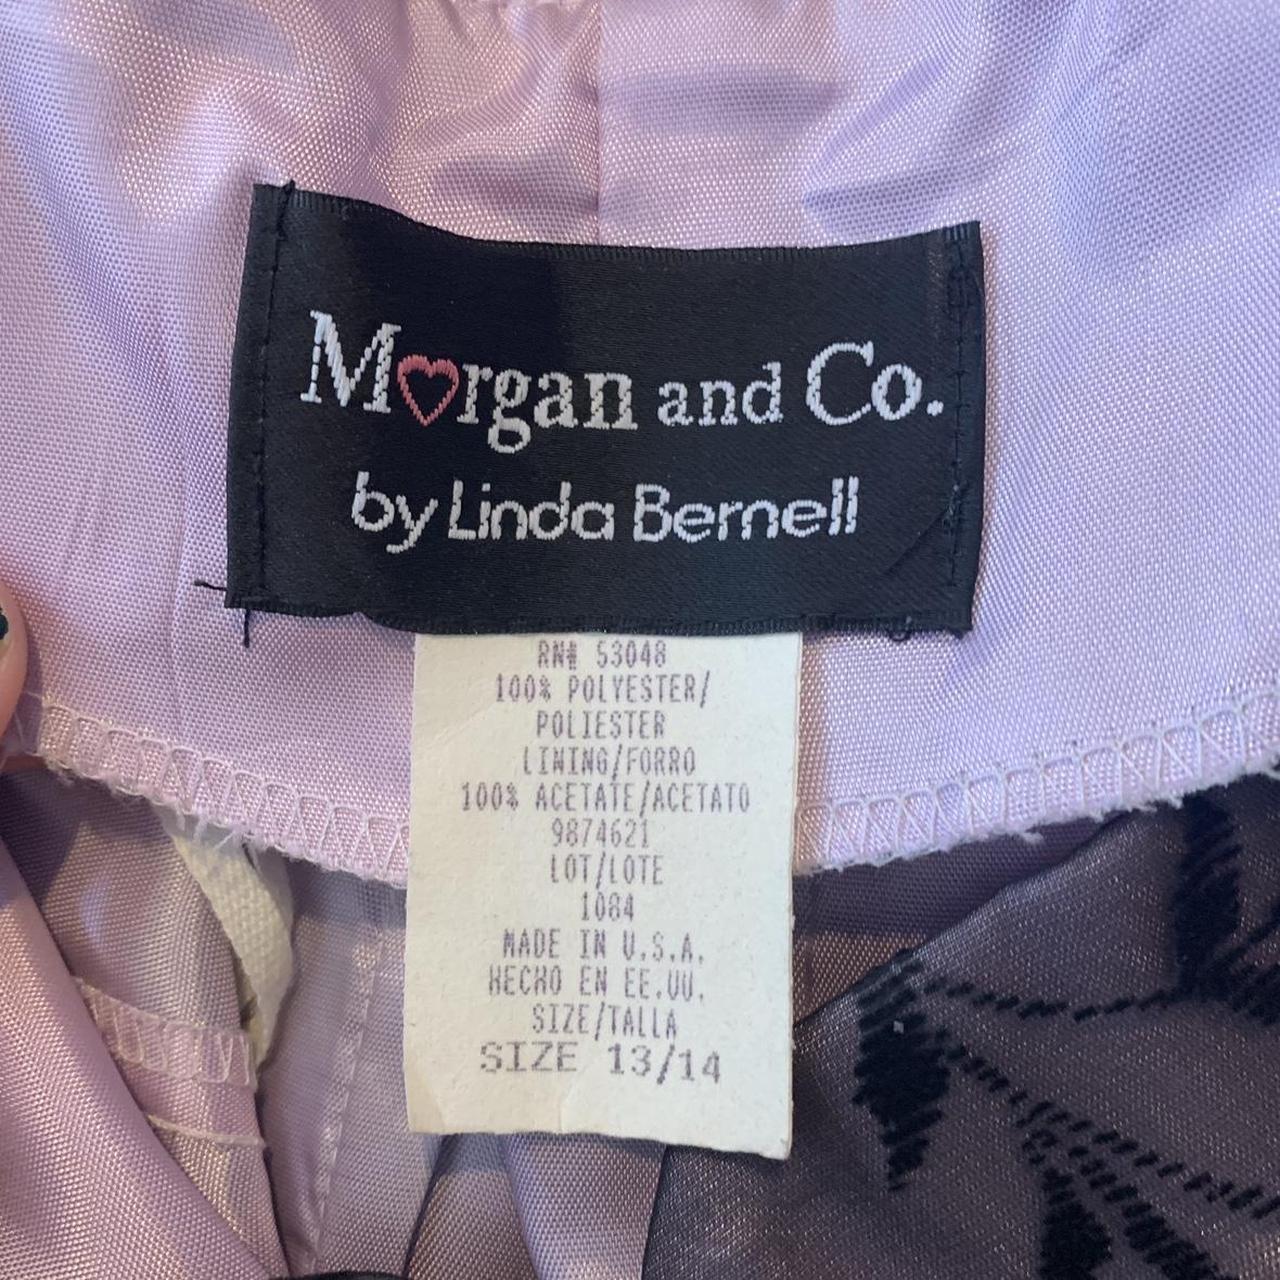 Morgan and Co.
by Linda Bernell
RN# 53048
100% POLYESTER/
POLIESTER
LINING/FORRO
100% ACETATE/ACETATO
9874621
LOT/LOTE
1084
MADE IN U.S.A.
HECHO EN EE.UU.
SIZE/TALLA
SIZE 13/14